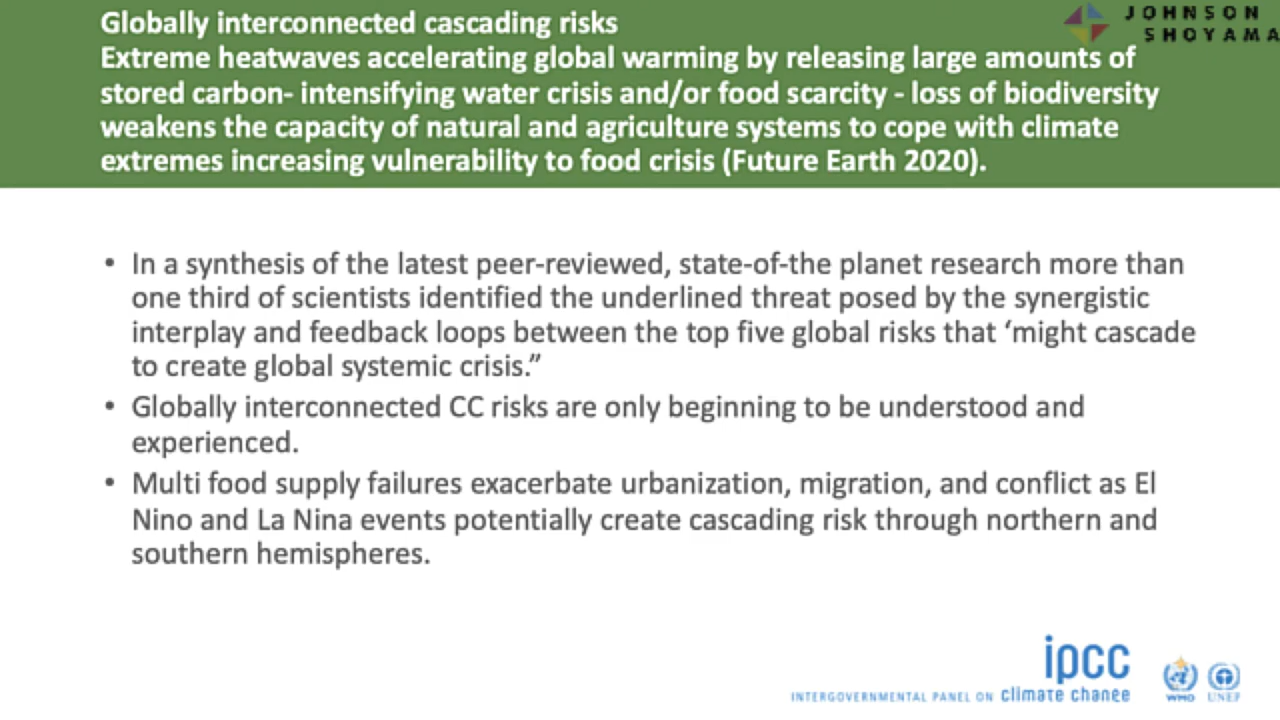 Globally interconnected cascading risks
JOHNSON
SHOYAMA
Extreme heatwaves accelerating global warming by releasing large amounts of
stored carbon- intensifying water crisis and/or food scarcity - loss of biodiversity
weakens the capacity of natural and agriculture systems to cope with climate
extremes increasing vulnerability to food crisis (Future Earth 2020).
• In a synthesis of the latest peer-reviewed, state-of-the planet research more than
one third of scientists identified the underlined threat posed by the synergistic
interplay and feedback loops between the top five global risks that ‘might cascade
to create global systemic crisis.”
• Globally interconnected CC risks are only beginning to be understood and
experienced.
• Multi food supply failures exacerbate urbanization, migration, and conflict as El
Nino and La Nina events potentially create cascading risk through northern and
southern hemispheres.
ipcc
INTERGOVERNMENTAL PANEL ON climate change
WMO
UNEP